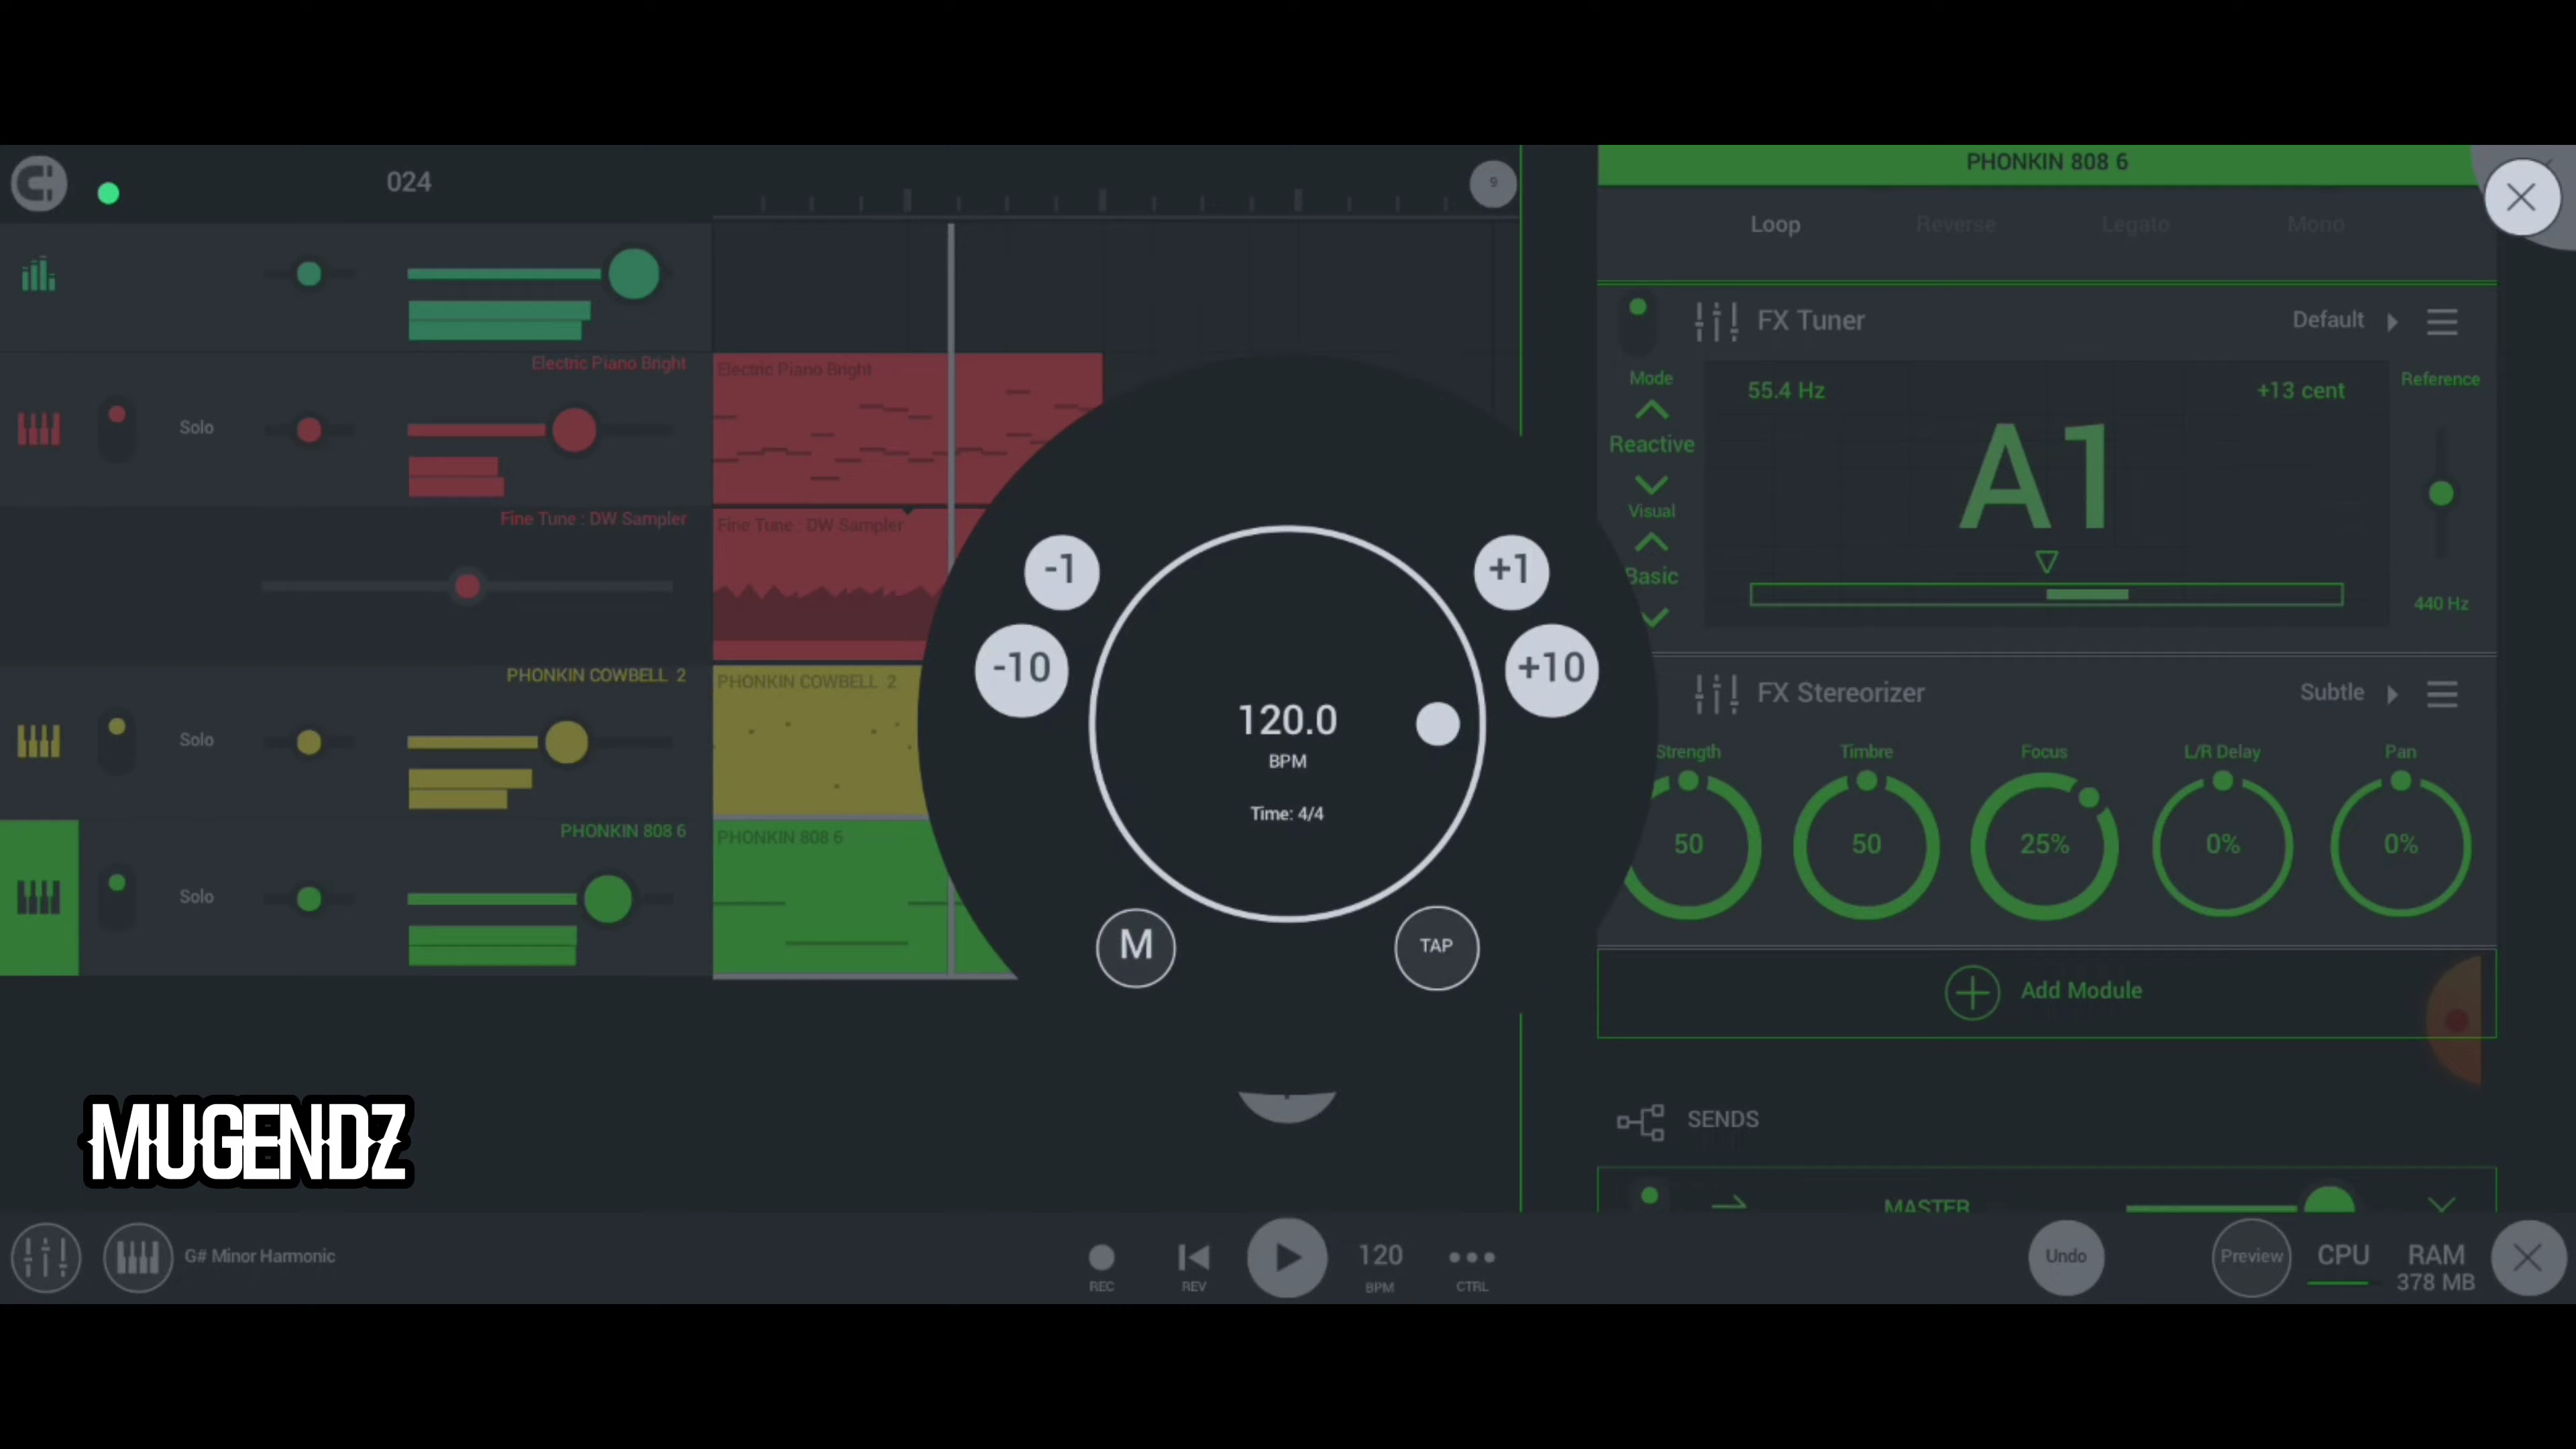 024
9
PHONKIN 808 6
Loop
Reverse
Legato
Mono
FX Tuner
Default
Electric Piano Bright
Electric Piano Bright
Mode
55.4 Hz
+13 cent
Reference
Solo
Reactive
A1
Visual
Fine Tune : DW Sampler
Fine Tune : DW Sampler
-1
+1
Basic
440 Hz
-10
+10
PHONKIN COWBELL 2
PHONKIN COWBELL 2
FX Stereorizer
Subtle
Solo
120.0
BPM
Time: 4/4
Strength
Timbre
Focus
L/R Delay
Pan
50
50
25%
0%
0%
PHONKIN 808 6
PHONKIN 808 6
Solo
M
TAP
Add Module
SENDS
MUGENDZ
MASTER
G# Minor Harmonic
REC
REV
120
BPM
CTRL
Undo
Preview
CPU
RAM
378 MB